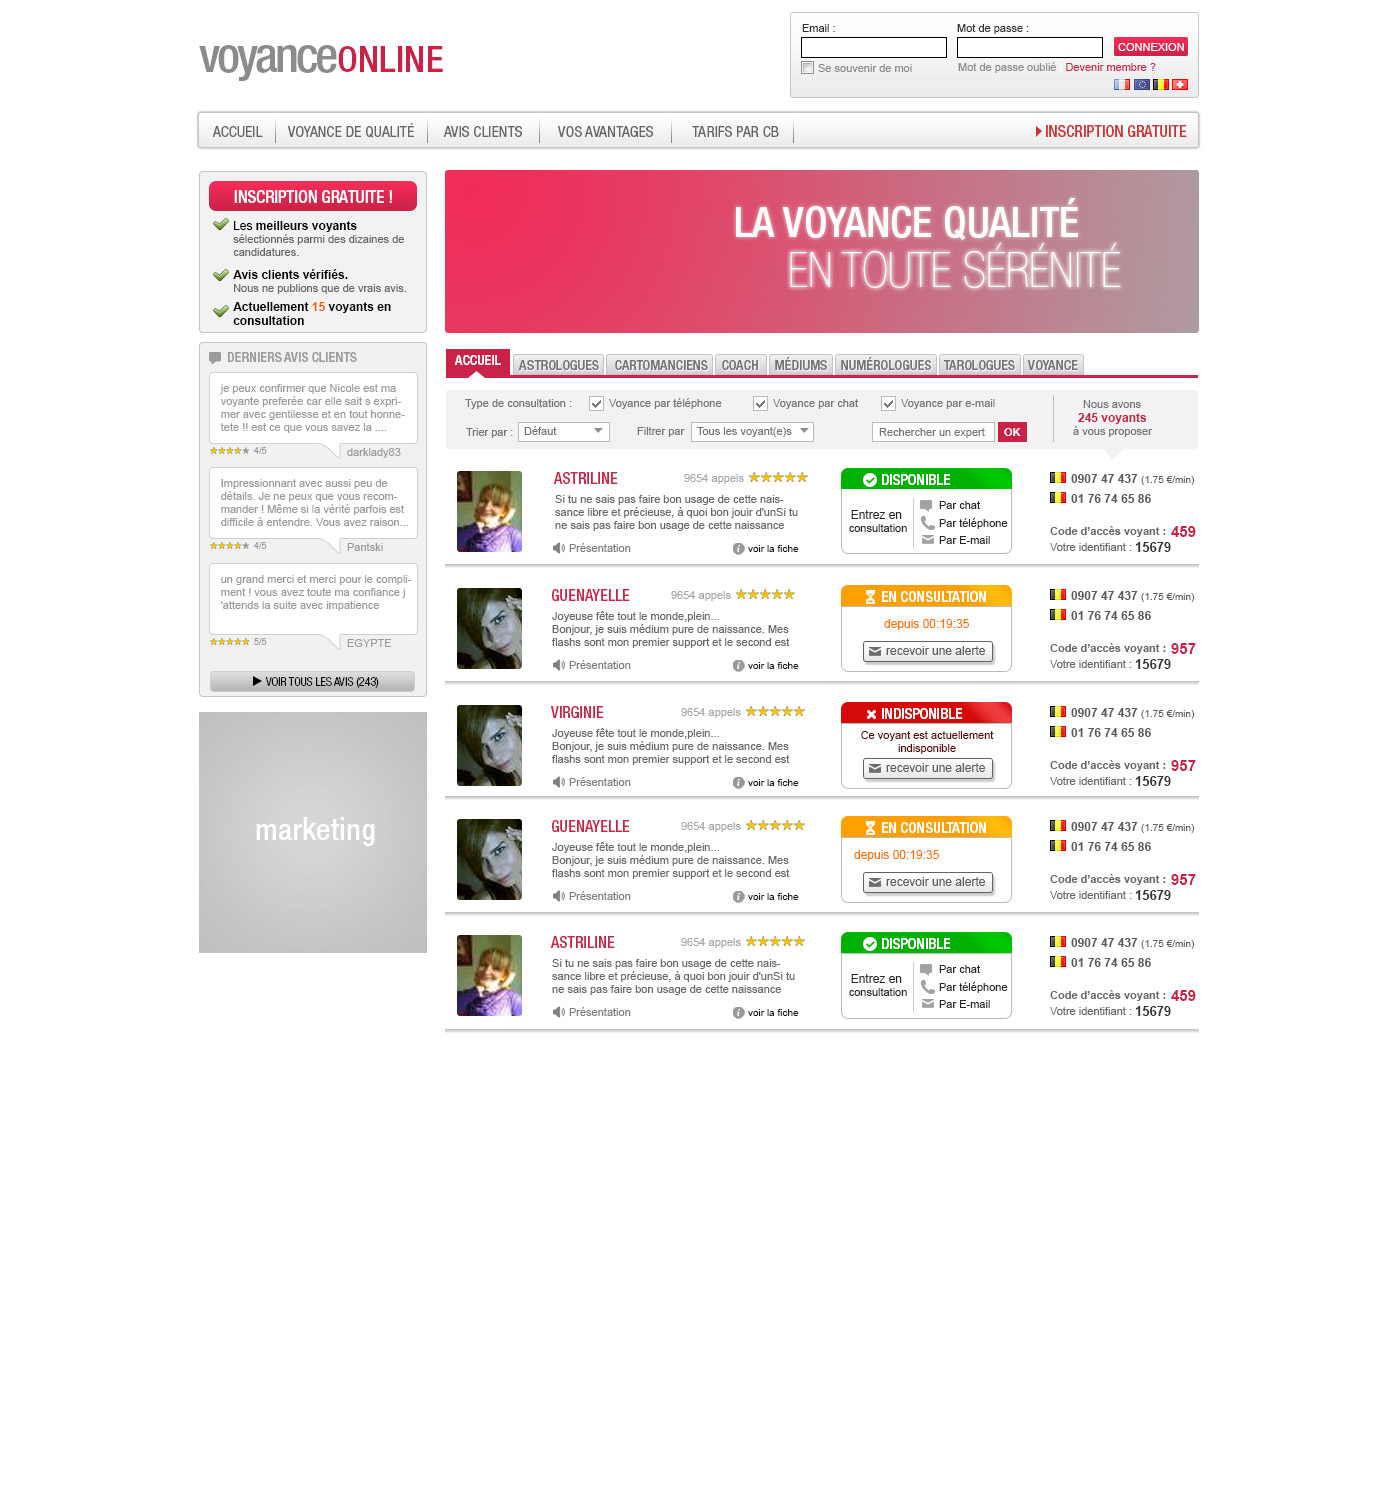 voyanceONLINE
Email :
Mot de passe :
CONNEXION
Se souvenir de moi
Mot de passe oublié
Devenir membre ?
ACCUEIL
VOYANCE DE QUALITÉ
AVIS CLIENTS
VOS AVANTAGES
TARIFS PAR CB
INSCRIPTION GRATUITE
INSCRIPTION GRATUITE !
Les meilleurs voyants
sélectionnés parmi des dizaines de
candidatures.
Avis clients vérifiés.
Nous ne publions que de vrais avis.
Actuellement 15 voyants en
consultation
DERNIERS AVIS CLIENTS
je peux confirmer que Nicole est ma
voyante preferée car elle sait s expri-
mer avec gentilesse et en tout honne-
tete !! est ce que vous savez la ....
4/5
darklady83
Impressionnant avec aussi peu de
détails. Je ne peux que vous recom-
mander ! Même si la vérité parfois est
difficile à entendre. Vous avez raison...
4/5
Pantski
un grand merci et merci pour le compli-
ment ! vous avez toute ma confiance j
'attends la suite avec impatience
5/5
EGYPTE
VOIR TOUS LES AVIS (243)
marketing
LA VOYANCE QUALITÉ
EN TOUTE SÉRÉNITÉ
ACCUEIL
ASTROLOGUES
CARTOMANCIENS
COACH
MÉDIUMS
NUMÉROLOGUES
TAROLOGUES
VOYANCE
Type de consultation :
Voyance par téléphone
Voyance par chat
Voyance par e-mail
Trier par :
Défaut
Filtrer par
Tous les voyant(e)s
Rechercher un expert
OK
Nous avons
245 voyants
à vous proposer
ASTRILINE
9654 appels
Si tu ne sais pas faire bon usage de cette nais-
sance libre et précieuse, à quoi bon jouir d'unSi tu
ne sais pas faire bon usage de cette naissance
Présentation
voir la fiche
DISPONIBLE
Entrez en
consultation
Par chat
Par téléphone
Par E-mail
0907 47 437 (1.75 €/min)
01 76 74 65 86
Code d'accès voyant : 459
Votre identifiant : 15679
GUENAYELLE
9654 appels
Joyeuse fête tout le monde,plein...
Bonjour, je suis médium pure de naissance. Mes
flashs sont mon premier support et le second est
Présentation
voir la fiche
EN CONSULTATION
depuis 00:19:35
recevoir une alerte
0907 47 437 (1.75 €/min)
01 76 74 65 86
Code d'accès voyant : 957
Votre identifiant : 15679
VIRGINIE
9654 appels
Joyeuse fête tout le monde,plein...
Bonjour, je suis médium pure de naissance. Mes
flashs sont mon premier support et le second est
Présentation
voir la fiche
INDISPONIBLE
Ce voyant est actuellement
indisponible
recevoir une alerte
0907 47 437 (1.75 €/min)
01 76 74 65 86
Code d'accès voyant : 957
Votre identifiant : 15679
GUENAYELLE
9654 appels
Joyeuse fête tout le monde,plein...
Bonjour, je suis médium pure de naissance. Mes
flashs sont mon premier support et le second est
Présentation
voir la fiche
EN CONSULTATION
depuis 00:19:35
recevoir une alerte
0907 47 437 (1.75 €/min)
01 76 74 65 86
Code d'accès voyant : 957
Votre identifiant : 15679
ASTRILINE
9654 appels
Si tu ne sais pas faire bon usage de cette nais-
sance libre et précieuse, à quoi bon jouir d'unSi tu
ne sais pas faire bon usage de cette naissance
Présentation
voir la fiche
DISPONIBLE
Entrez en
consultation
Par chat
Par téléphone
Par E-mail
0907 47 437 (1.75 €/min)
01 76 74 65 86
Code d'accès voyant : 459
Votre identifiant : 15679